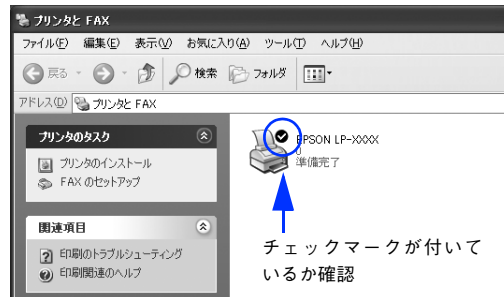 プリンタと FAX
ファイル(F) 編集(E) 表示(V) お気に入り(A) ツール(T) ヘルプ(H)
戻る 検索 フォルダ
アドレス(D) プリンタと FAX
プリンタのタスク
プリンタのインストール
FAX のセットアップ
関連項目
印刷のトラブルシューティング
印刷関連のヘルプ
EPSON LP-XXXX
0
準備完了
チェックマークが付いて
いるか確認